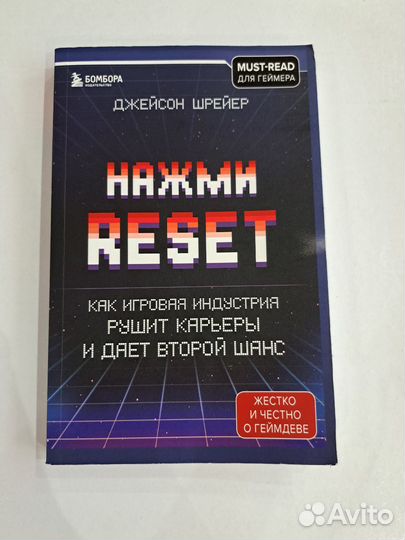 БОМБОРА
ИЗДАТЕЛЬСТВО
MUST-READ
ДЛЯ ГЕЙМЕРА
ДЖЕЙСОН ШРЕЙЕР
НАЖМИ
RESET
КАК ИГРОВАЯ ИНДУСТРИЯ
РУШИТ КАРЬЕРЫ
И ДАЕТ ВТОРОЙ ШАНС
ЖЕСТКО
И ЧЕСТНО
О ГЕЙМДЕВЕ
Avito